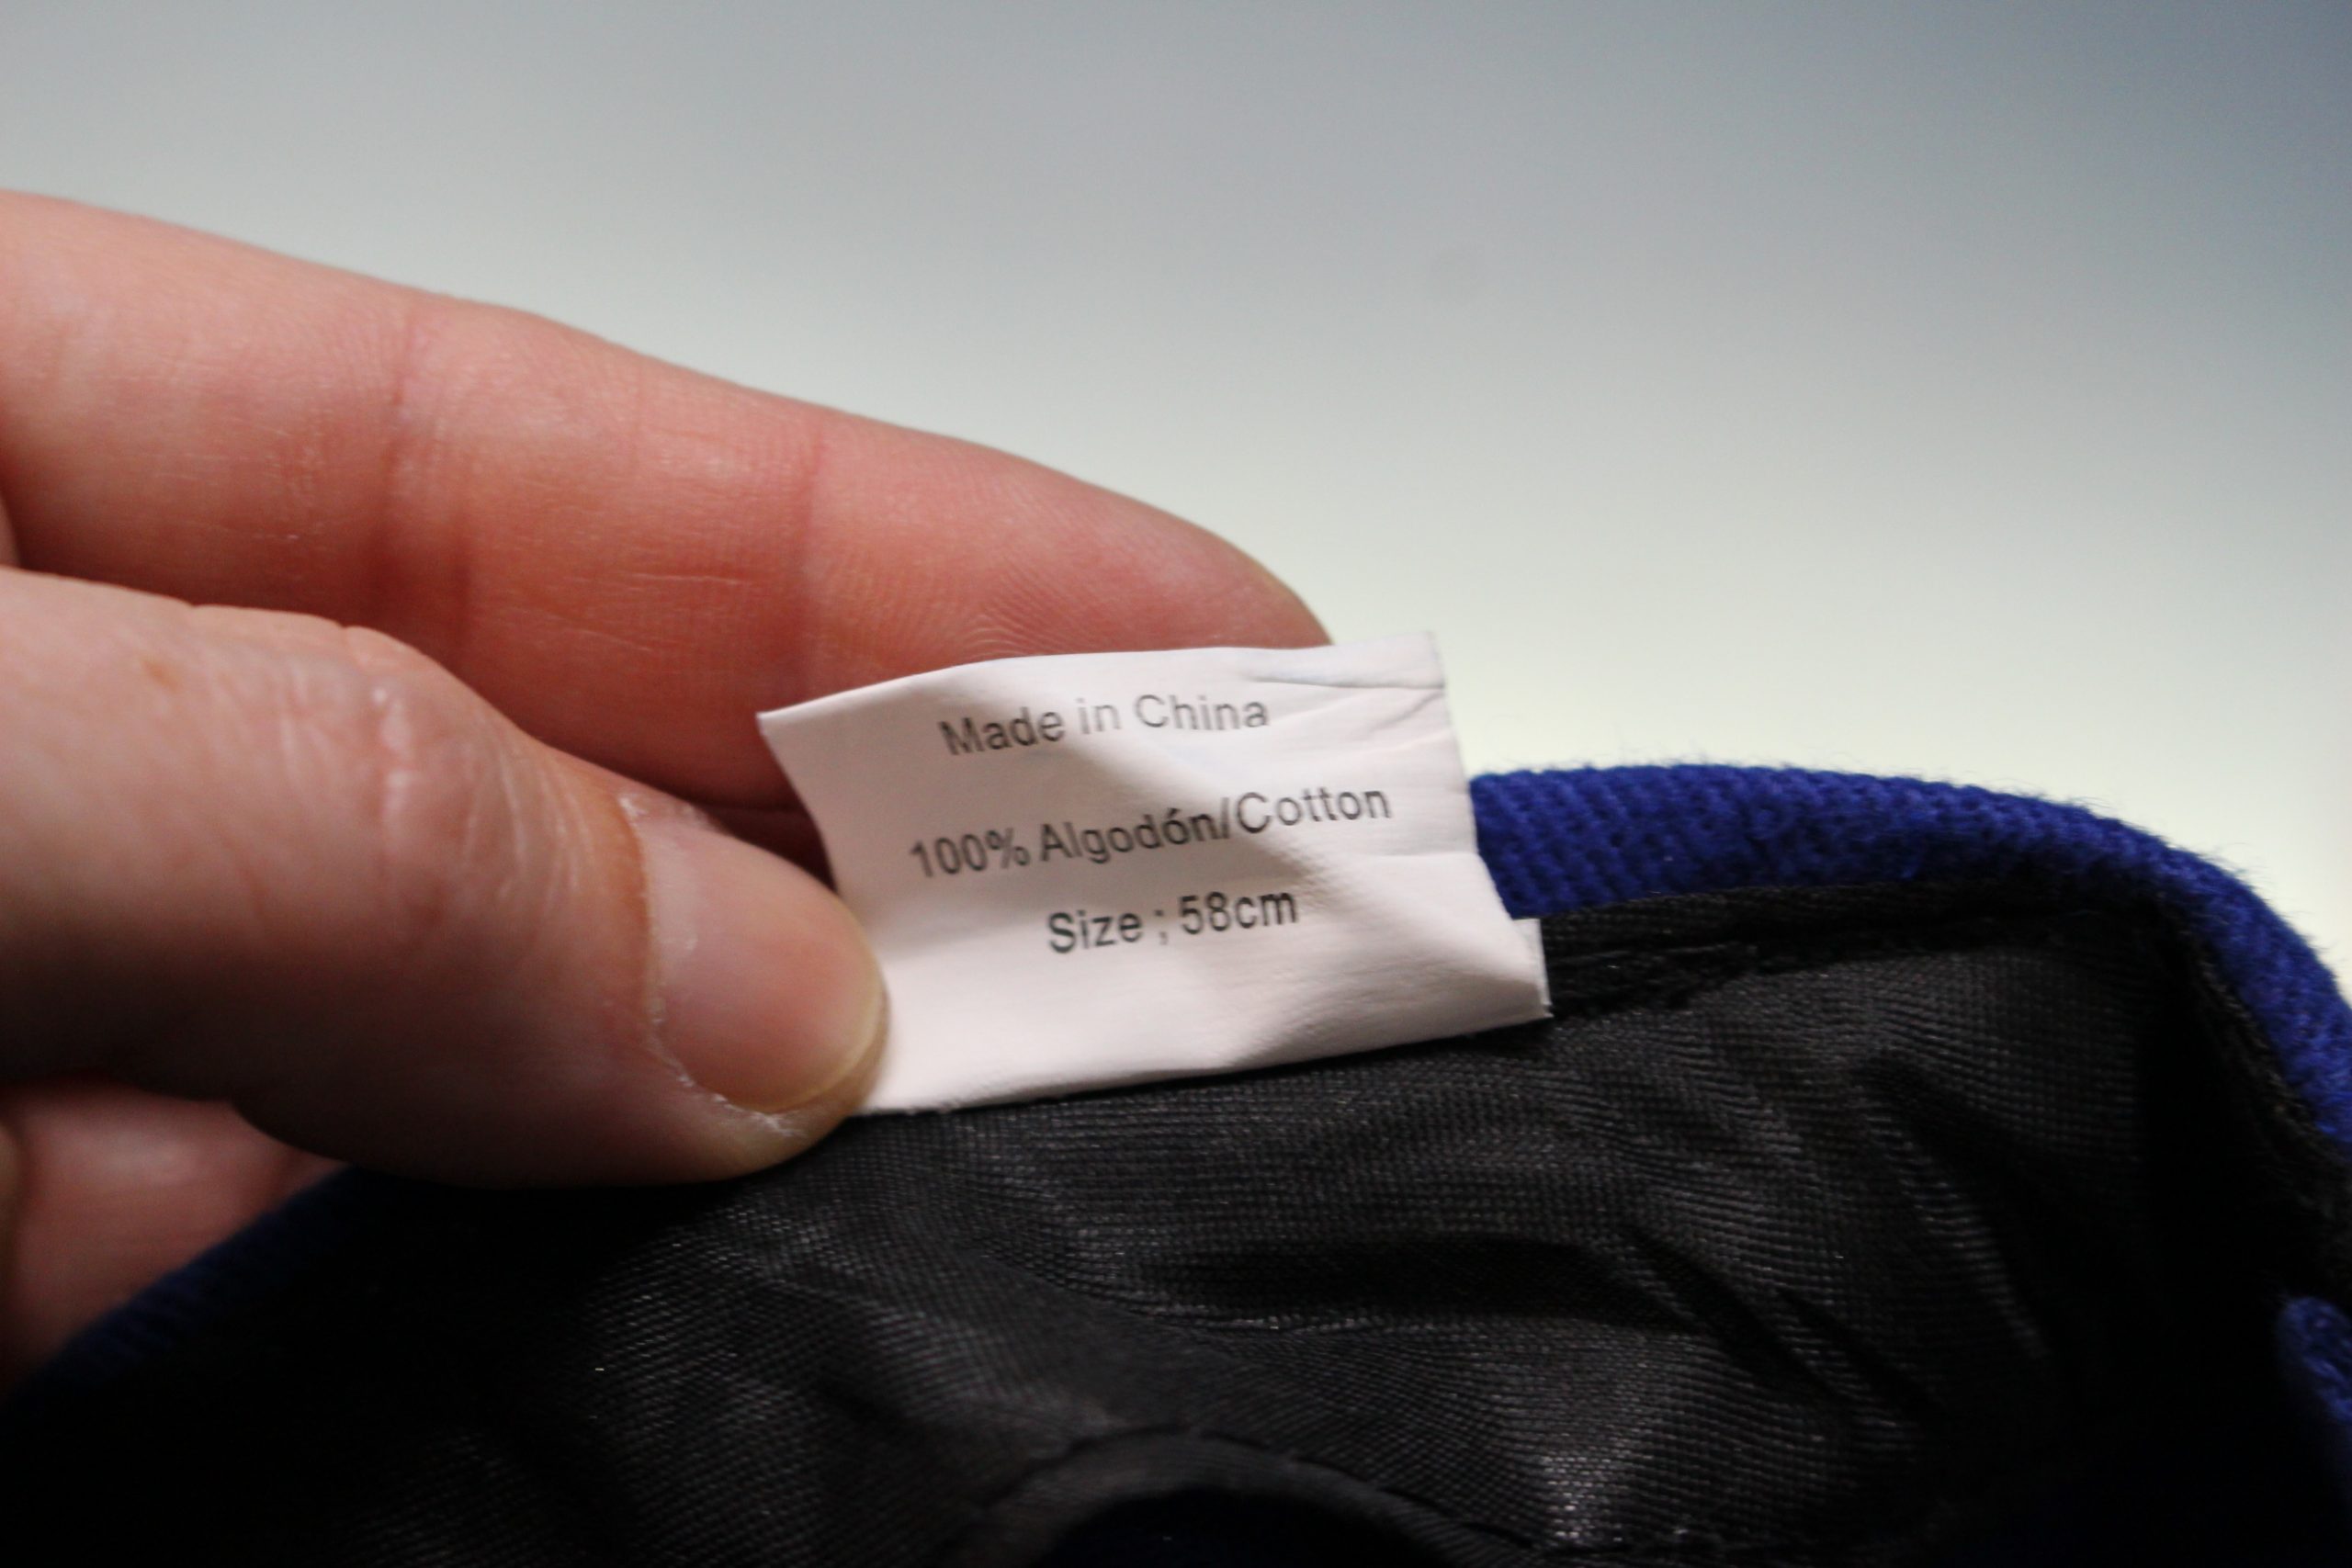 Made in China
100% Algodón/Cotton
Size ; 58cm